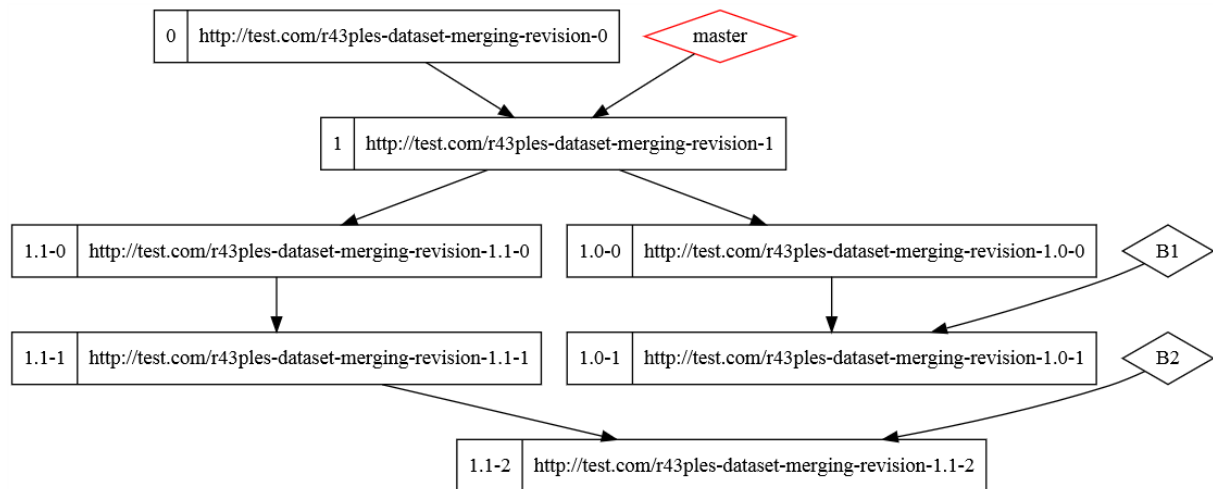 0 http://test.com/r43ples-dataset-merging-revision-0
master
1 http://test.com/r43ples-dataset-merging-revision-1
1.1-0 http://test.com/r43ples-dataset-merging-revision-1.1-0
1.0-0 http://test.com/r43ples-dataset-merging-revision-1.0-0
B1
1.1-1 http://test.com/r43ples-dataset-merging-revision-1.1-1
1.0-1 http://test.com/r43ples-dataset-merging-revision-1.0-1
B2
1.1-2 http://test.com/r43ples-dataset-merging-revision-1.1-2